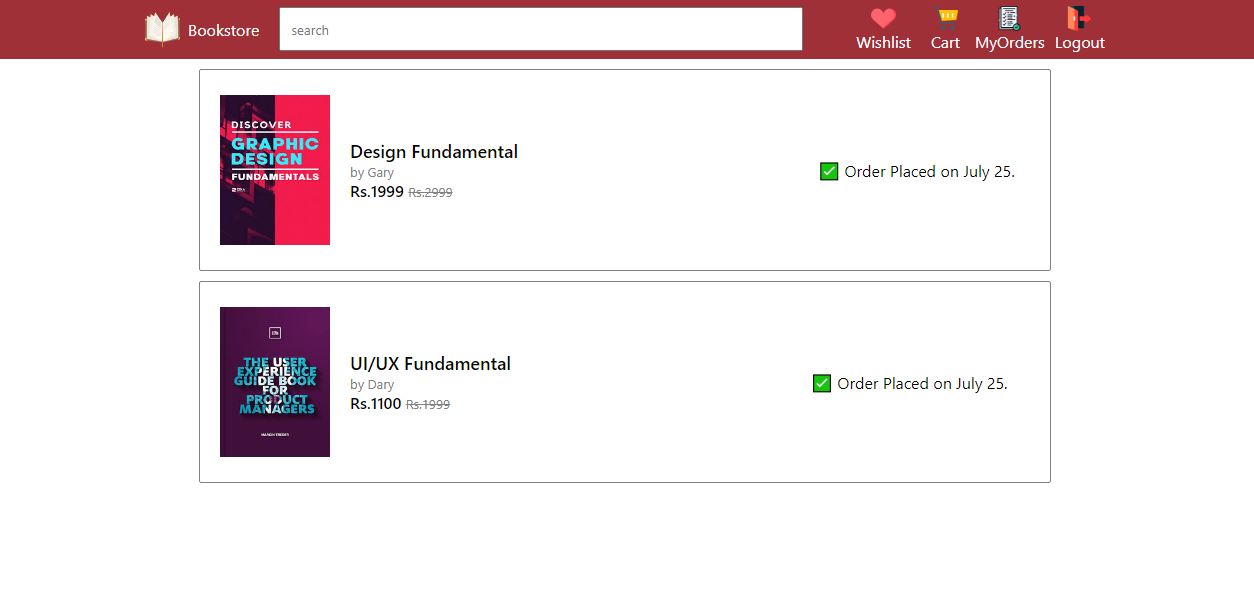 Bookstore
search
Wishlist
Cart
MyOrders
Logout
DISCOVER
GRAPHIC
DESIGN
FUNDAMENTALS
Design Fundamental
by Gary
Rs.1999 Rs.2999
Order Placed on July 25.
THE USER
EXPERIENCE
GUIDE BOOK
FOR
PRODUCT
MANAGERS
UI/UX Fundamental
by Dary
Rs.1100 Rs.1999
Order Placed on July 25.